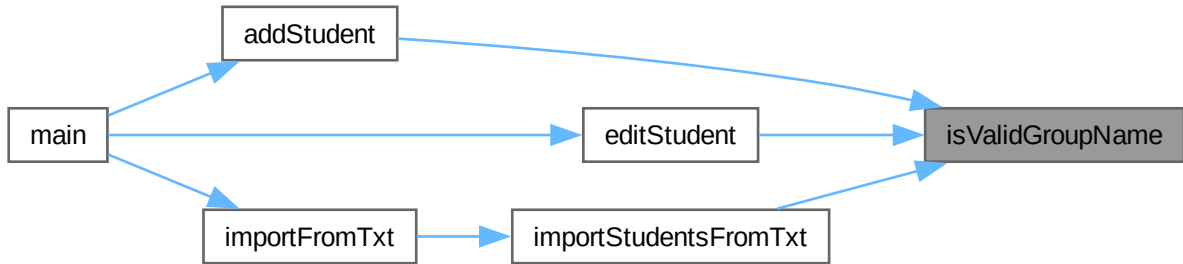 addStudent
main
editStudent
isValidGroupName
importFromTxt
importStudentsFromTxt